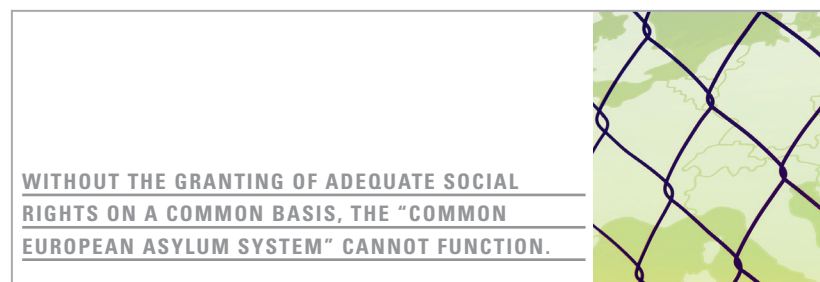 WITHOUT THE GRANTING OF ADEQUATE SOCIAL
RIGHTS ON A COMMON BASIS, THE “COMMON
EUROPEAN ASYLUM SYSTEM” CANNOT FUNCTION.